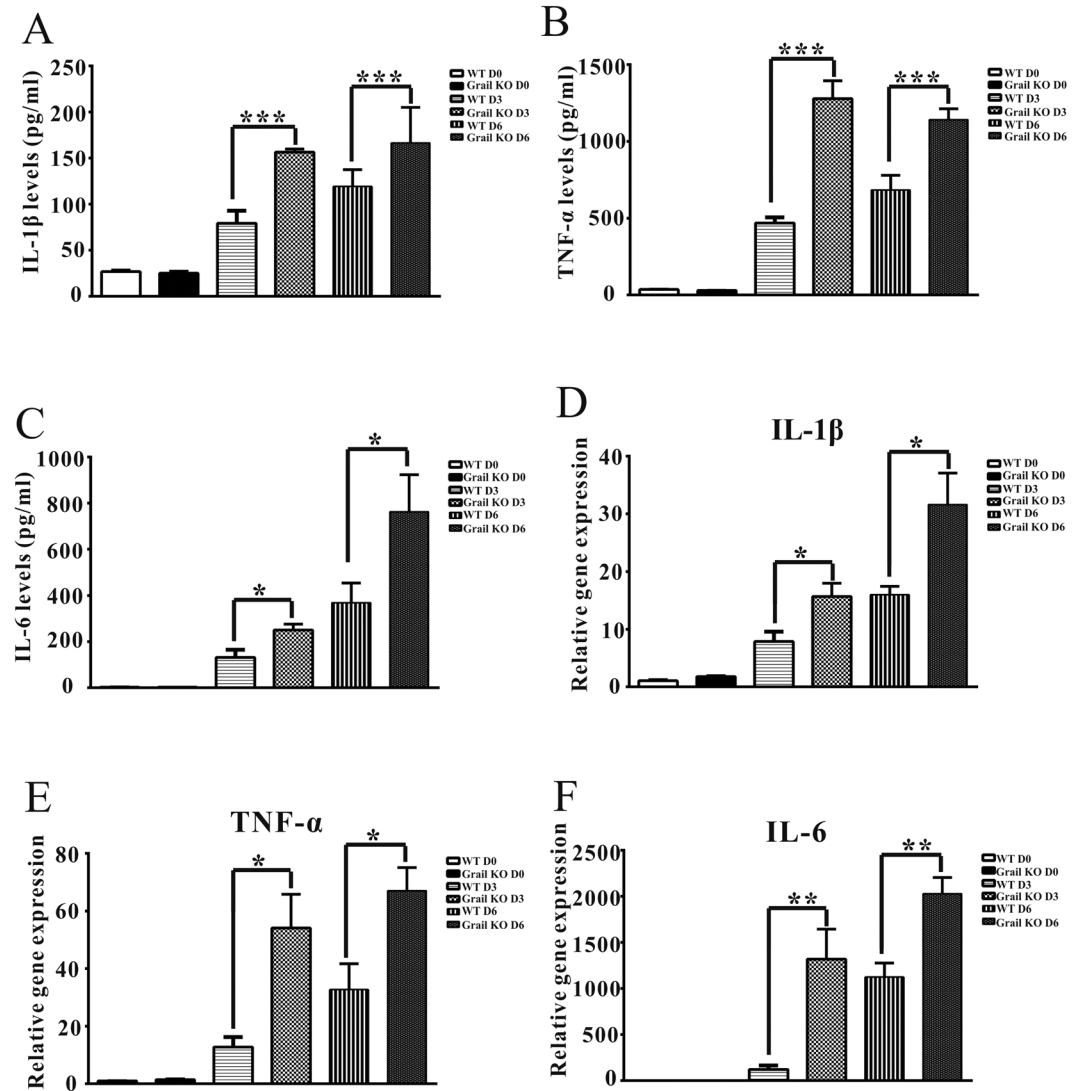 A
IL-1β levels (pg/ml)
250
200
150
100
50
0
***
***
WT D0
Grail KO D0
WT D3
Grail KO D3
WT D6
Grail KO D6
B
TNF-α levels (pg/ml)
1500
1000
500
0
***
***
WT D0
Grail KO D0
WT D3
Grail KO D3
WT D6
Grail KO D6
C
IL-6 levels (pg/ml)
1000
800
600
400
200
0
*
*
WT D0
Grail KO D0
WT D3
Grail KO D3
WT D6
Grail KO D6
D
IL-1β
Relative gene expression
40
30
20
10
0
*
*
WT D0
Grail KO D0
WT D3
Grail KO D3
WT D6
Grail KO D6
E
TNF-α
Relative gene expression
80
60
40
20
0
*
*
WT D0
Grail KO D0
WT D3
Grail KO D3
WT D6
Grail KO D6
F
IL-6
Relative gene expression
2500
2000
1500
1000
500
0
**
**
WT D0
Grail KO D0
WT D3
Grail KO D3
WT D6
Grail KO D6